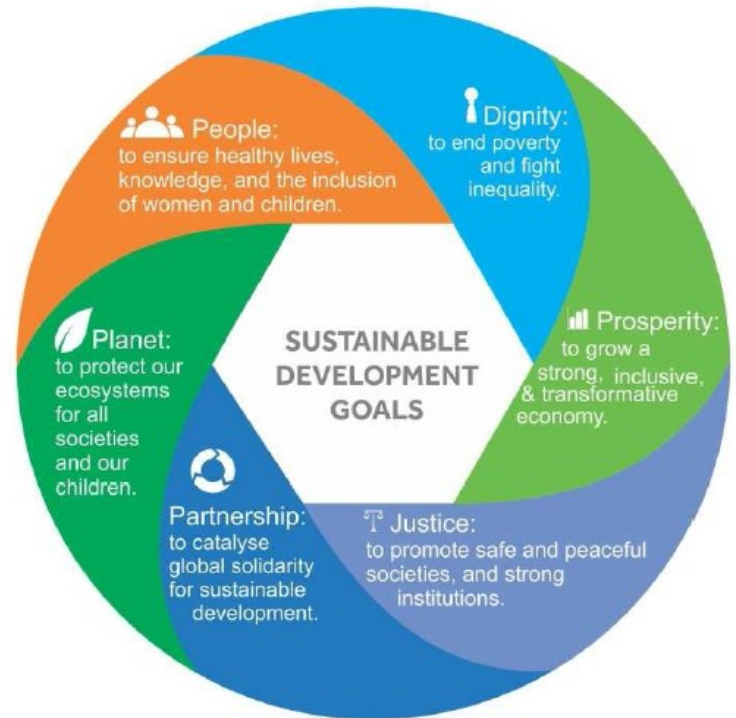 SUSTAINABLE
DEVELOPMENT
GOALS
People:
to ensure healthy lives,
knowledge, and the inclusion
of women and children.
Dignity:
to end poverty
and fight
inequality.
Prosperity:
to grow a
strong, inclusive,
& transformative
economy.
Justice:
to promote safe and peaceful
societies, and strong
institutions.
Partnership:
to catalyse
global solidarity
for sustainable
development.
Planet:
to protect our
ecosystems
for all
societies
and our
children.